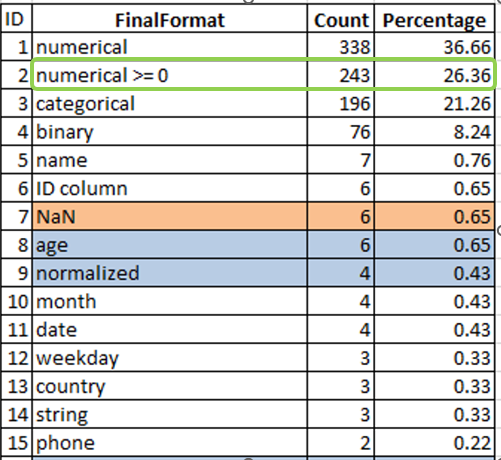 ID FinalFormat Count Percentage
1 numerical 338 36.66
2 numerical >= 0 243 26.36
3 categorical 196 21.26
4 binary 76 8.24
5 name 7 0.76
6 ID column 6 0.65
7 NaN 6 0.65
8 age 6 0.65
9 normalized 4 0.43
10 month 4 0.43
11 date 4 0.43
12 weekday 3 0.33
13 country 3 0.33
14 string 3 0.33
15 phone 2 0.22